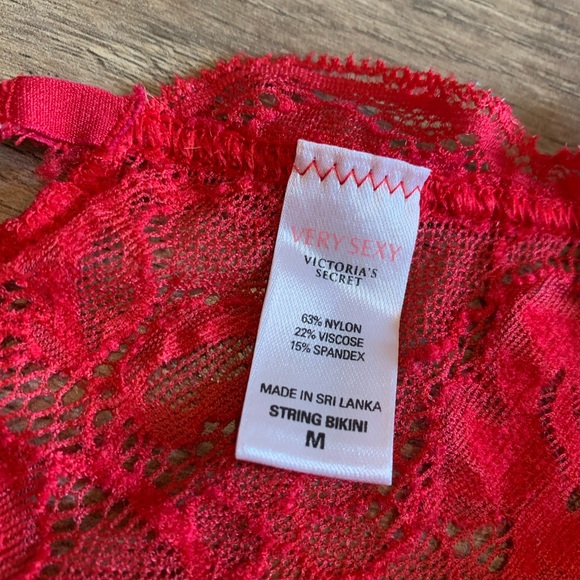 VERY SEXY
VICTORIA'S
SECRET
63% NYLON
22% VISCOSE
15% SPANDEX
MADE IN SRI LANKA
STRING BIKINI
M